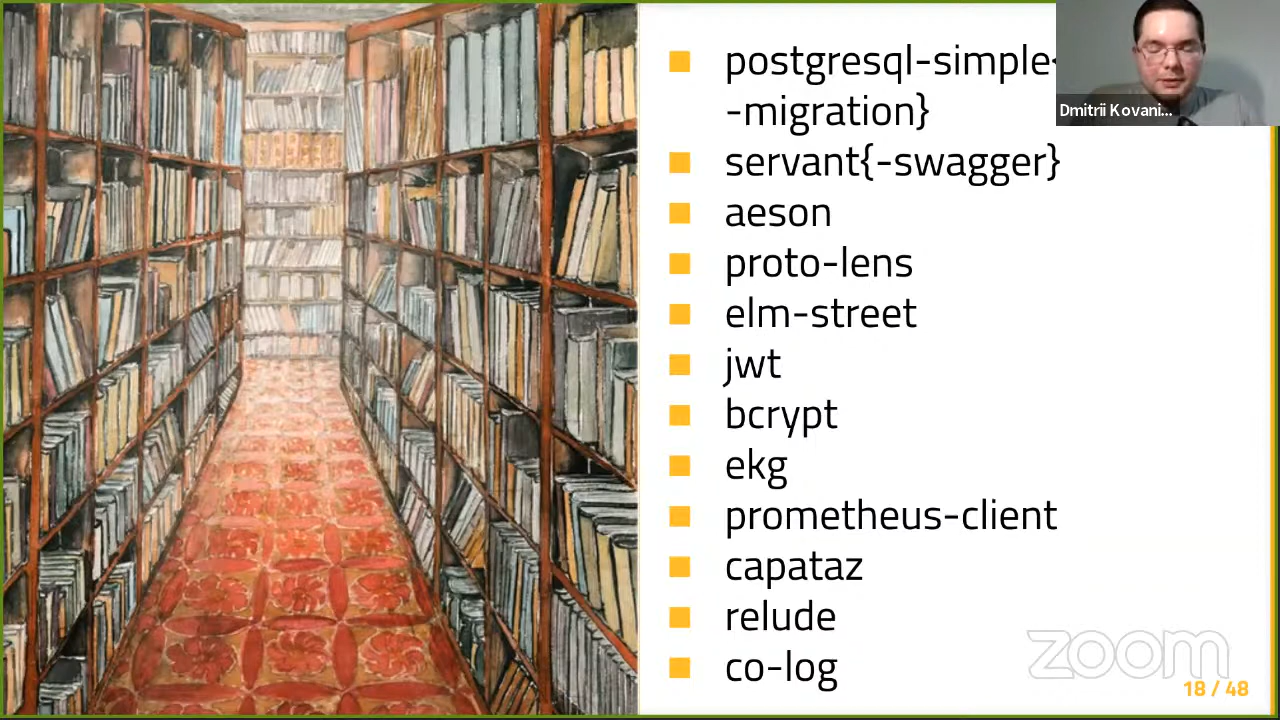 postgresql-simple
-migration}
servant{-swagger}
aeson
proto-lens
elm-street
jwt
bcrypt
ekg
prometheus-client
capataz
relude
co-log
Dmitrii Kovani...
zoom
18 / 48